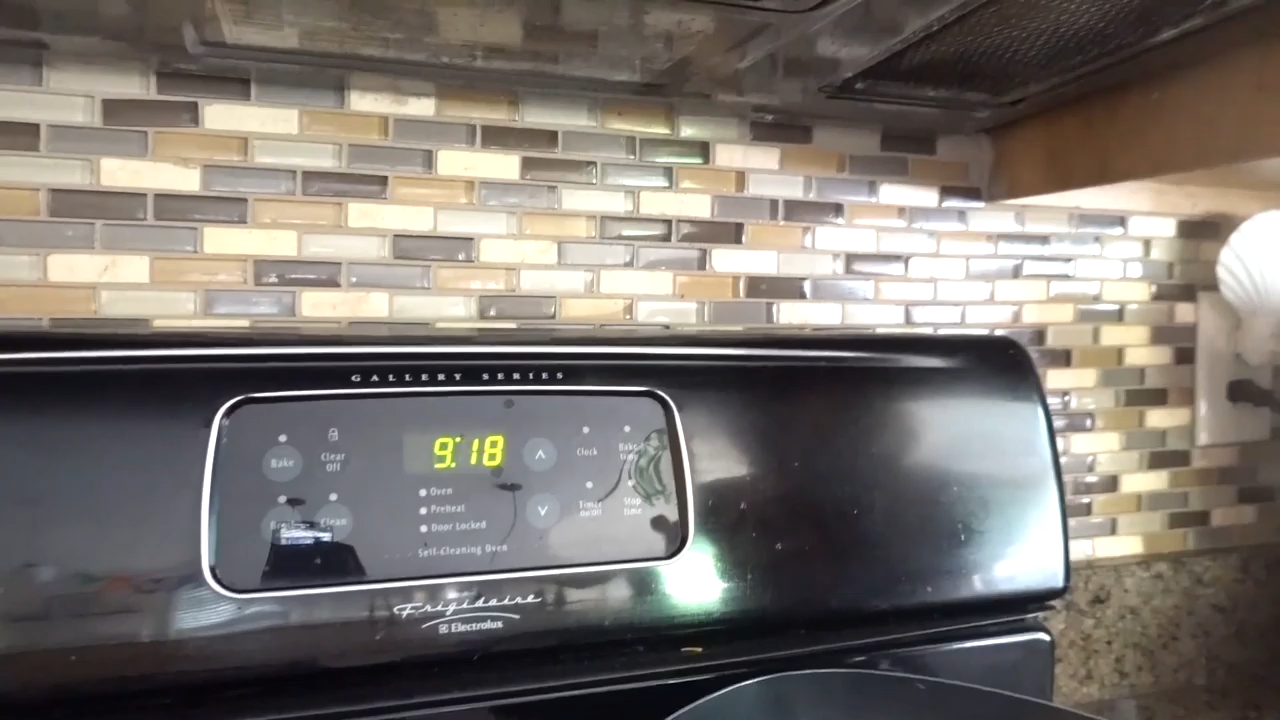 GALLERY SERIES
Bake
Clear
Off
9:18
Clock
Bake
time
Oven
Preheat
Door Locked
Clean
Timer
on/off
Stop
time
Self-Cleaning Oven
Frigidaire
Electrolux